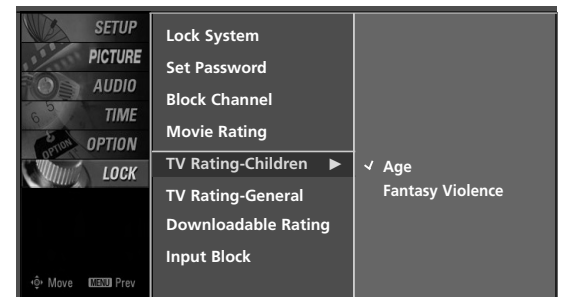 SETUP
PICTURE
AUDIO
TIME
OPTION
LOCK
Move MENU Prev
Lock System
Set Password
Block Channel
Movie Rating
TV Rating-Children ►
TV Rating-General
Downloadable Rating
Input Block
✓ Age
Fantasy Violence